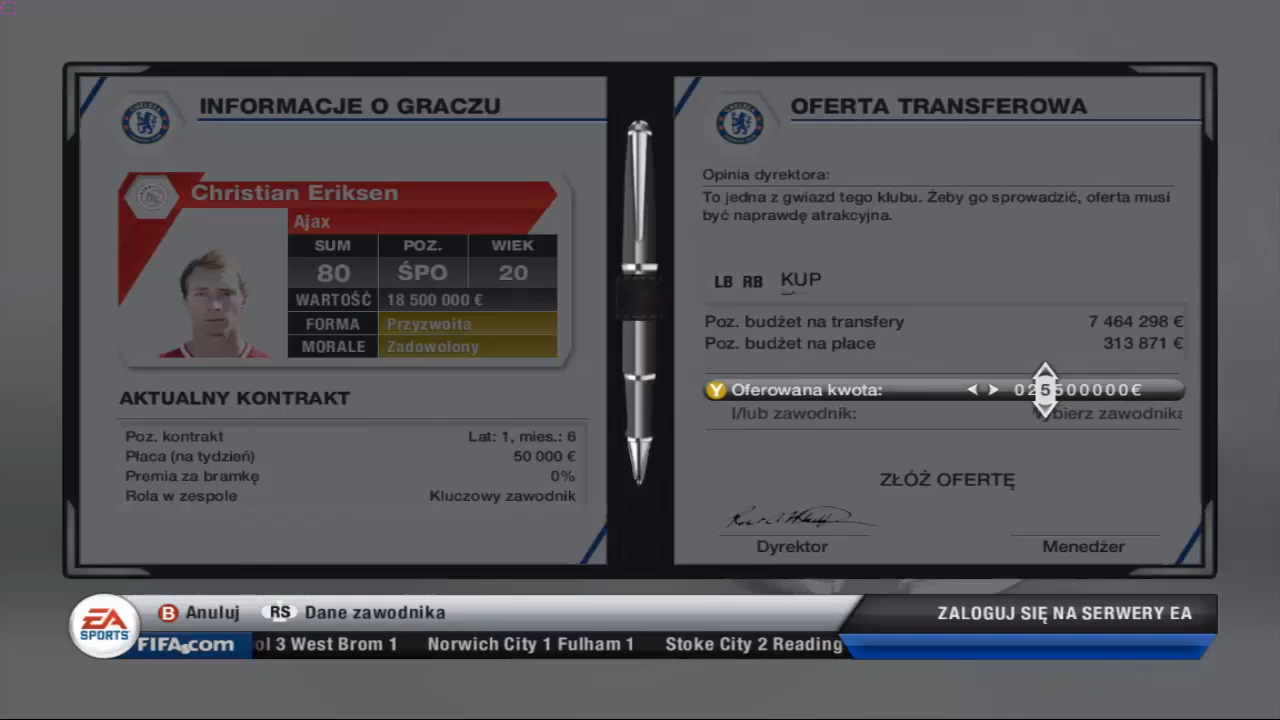 INFORMACJE O GRACZU
Christian Eriksen
Ajax
SUM POZ. WIEK
80 ŚPO 20
WARTOŚĆ 18 500 000 €
FORMA Przyzwoita
MORALE Zadowolony
AKTUALNY KONTRAKT
Poz. kontrakt Lat: 1, mies.: 6
Płaca (na tydzień) 50 000 €
Premia za bramkę 0%
Rola w zespole Kluczowy zawodnik
OFERTA TRANSFEROWA
Opinia dyrektora:
To jedna z gwiazd tego klubu. Żeby go sprowadzić, oferta musi
być naprawdę atrakcyjna.
LB RB KUP
Poz. budżet na transfery 7 464 298 €
Poz. budżet na płace 313 871 €
Y Oferowana kwota: 025500000€
I/lub zawodnik: Wybierz zawodnika
ZŁÓŻ OFERTĘ
Dyrektor Menedżer
B Anuluj RS Dane zawodnika
ZALOGUJ SIĘ NA SERWERY EA
EA SPORTS
FIFA.com ol 3 West Brom 1 Norwich City 1 Fulham 1 Stoke City 2 Reading